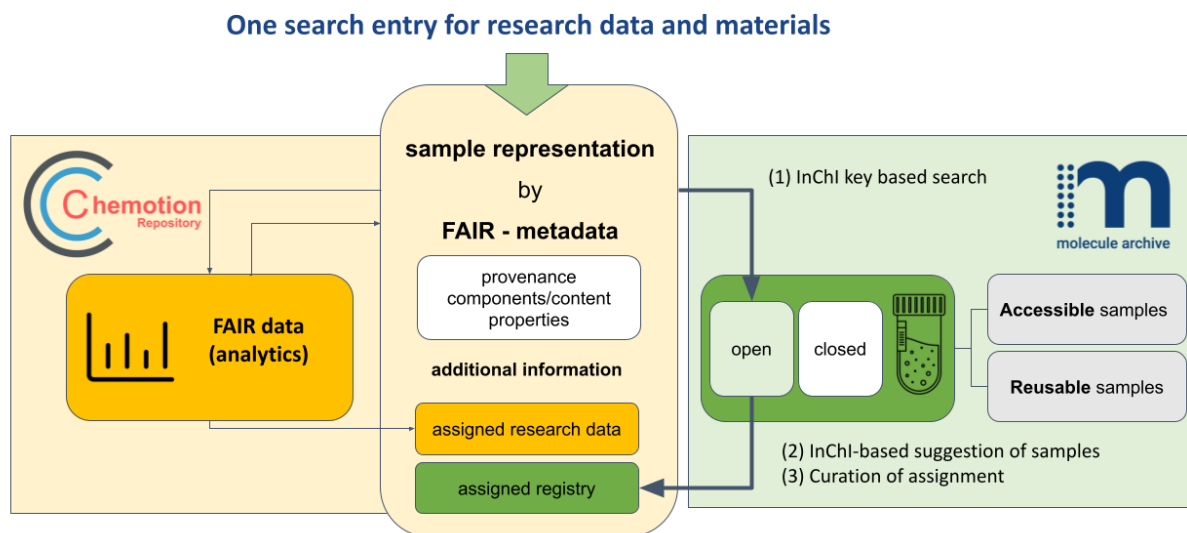 One search entry for research data and materials
Chemotion
Repository
FAIR data
(analytics)
sample representation
by
FAIR - metadata
provenance
components/content
properties
additional information
assigned research data
assigned registry
(1) InChI key based search
m
molecule archive
open
closed
Accessible samples
Reusable samples
(2) InChI-based suggestion of samples
(3) Curation of assignment